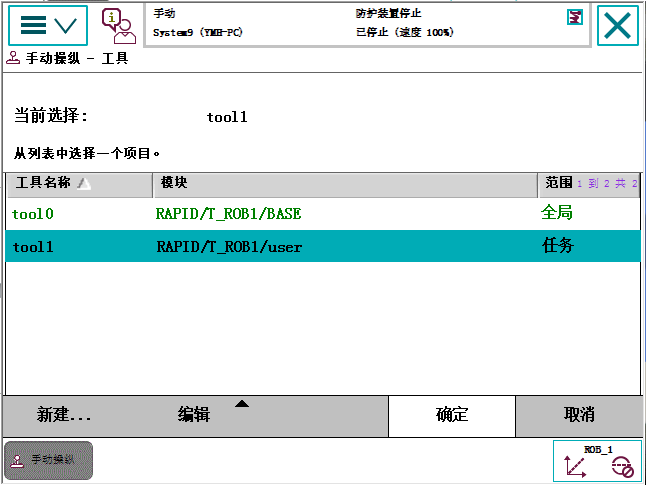 手动
防护装置停止
System9 (YMH-PC)
已停止 (速度 100%)
手动操纵 - 工具
当前选择: tool1
从列表中选择一个项目。
工具名称 模块 范围 1 到 2 共 2
tool0 RAPID/T_ROB1/BASE 全局
tool1 RAPID/T_ROB1/user 任务
新建... 编辑 确定 取消
手动操纵
ROB_1